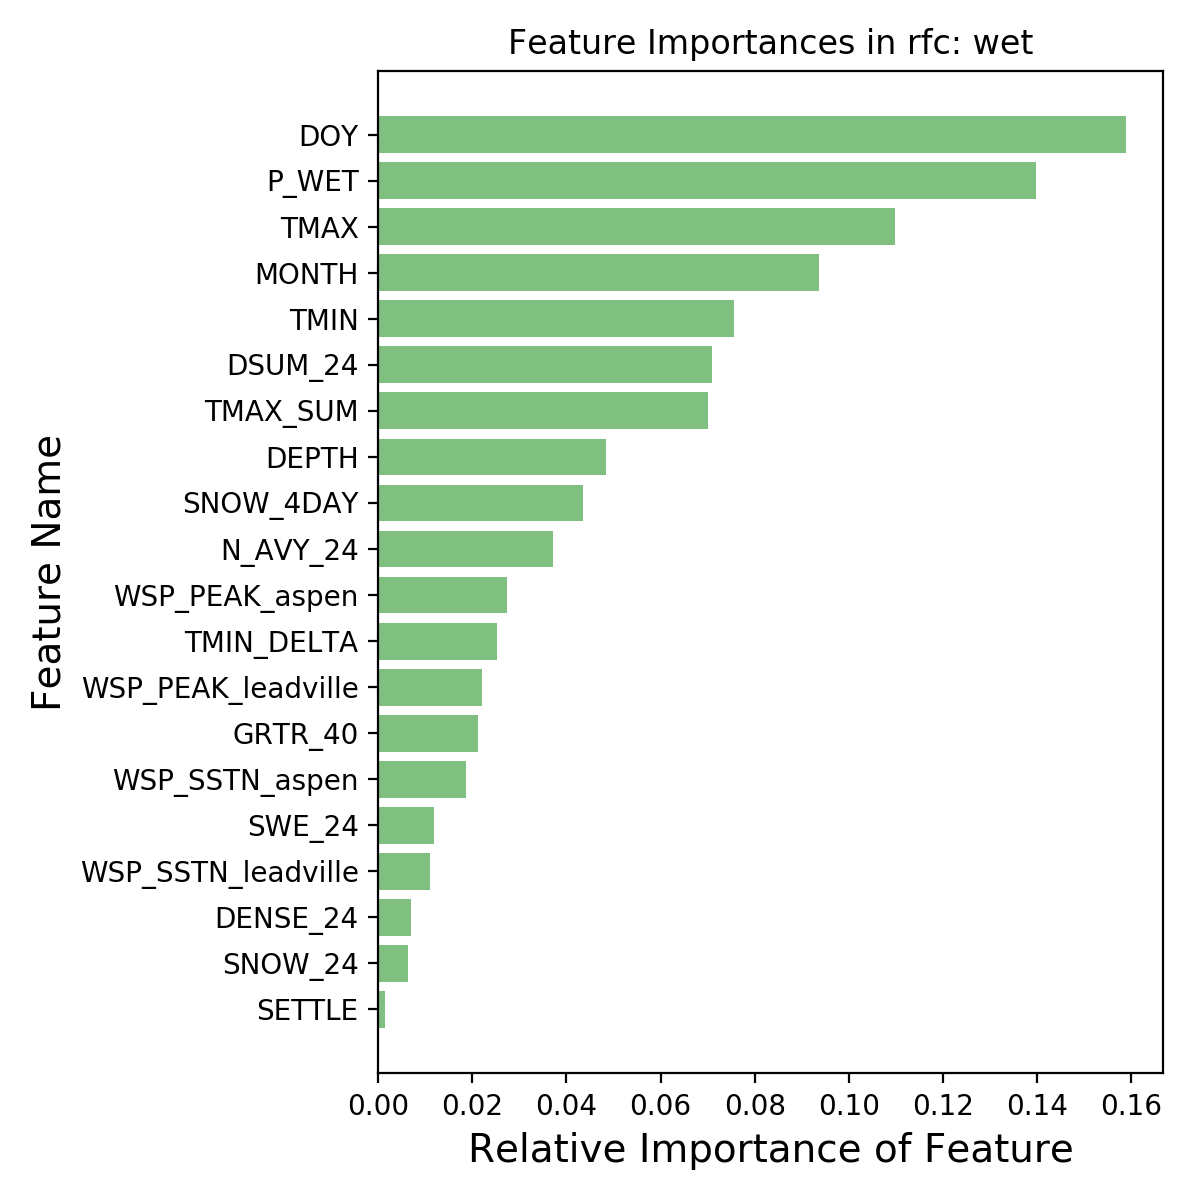 Feature Importances in rfc: wet
Feature Name
DOY
P_WET
TMAX
MONTH
TMIN
DSUM_24
TMAX_SUM
DEPTH
SNOW_4DAY
N_AVY_24
WSP_PEAK_aspen
TMIN_DELTA
WSP_PEAK_leadville
GRTR_40
WSP_SSTN_aspen
SWE_24
WSP_SSTN_leadville
DENSE_24
SNOW_24
SETTLE
0.00 0.02 0.04 0.06 0.08 0.10 0.12 0.14 0.16
Relative Importance of Feature